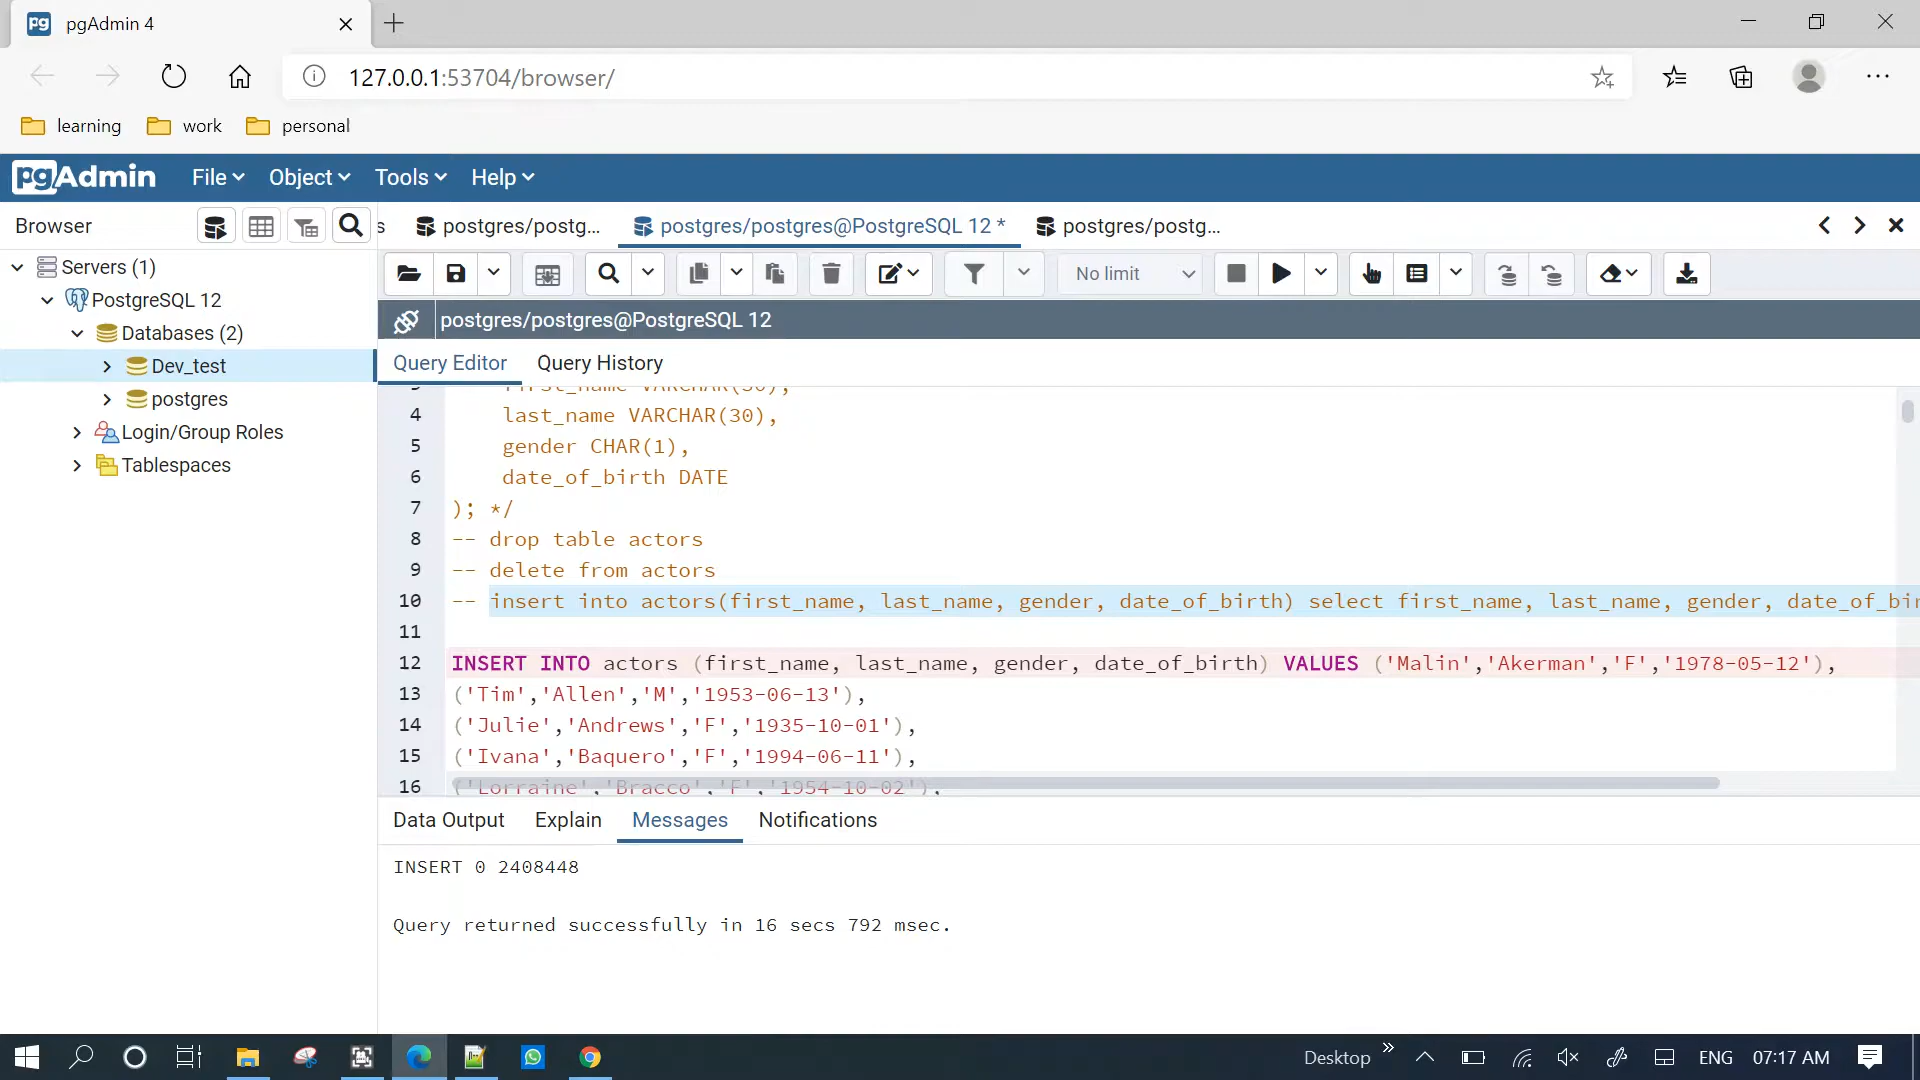 pgAdmin 4
127.0.0.1:53704/browser/
learning work personal
pgAdmin File Object Tools Help
Browser
s postgres/postg... postgres/postgres@PostgreSQL 12 * postgres/postg...
No limit
Servers (1)
PostgreSQL 12
Databases (2)
Dev_test
postgres
Login/Group Roles
Tablespaces
postgres/postgres@PostgreSQL 12
Query Editor Query History
first_name VARCHAR(30),
4 last_name VARCHAR(30),
5 gender CHAR(1),
6 date_of_birth DATE
7 ); */
8 -- drop table actors
9 -- delete from actors
10 -- insert into actors(first_name, last_name, gender, date_of_birth) select first_name, last_name, gender, date_of_bir
11
12 INSERT INTO actors (first_name, last_name, gender, date_of_birth) VALUES ('Malin','Akerman','F','1978-05-12'),
13 ('Tim','Allen','M','1953-06-13'),
14 ('Julie','Andrews','F','1935-10-01'),
15 ('Ivana','Baquero','F','1994-06-11'),
16 ('Lorraine','Bracco','F','1954-10-02'),
Data Output Explain Messages Notifications
INSERT 0 2408448
Query returned successfully in 16 secs 792 msec.
Desktop ENG 07:17 AM